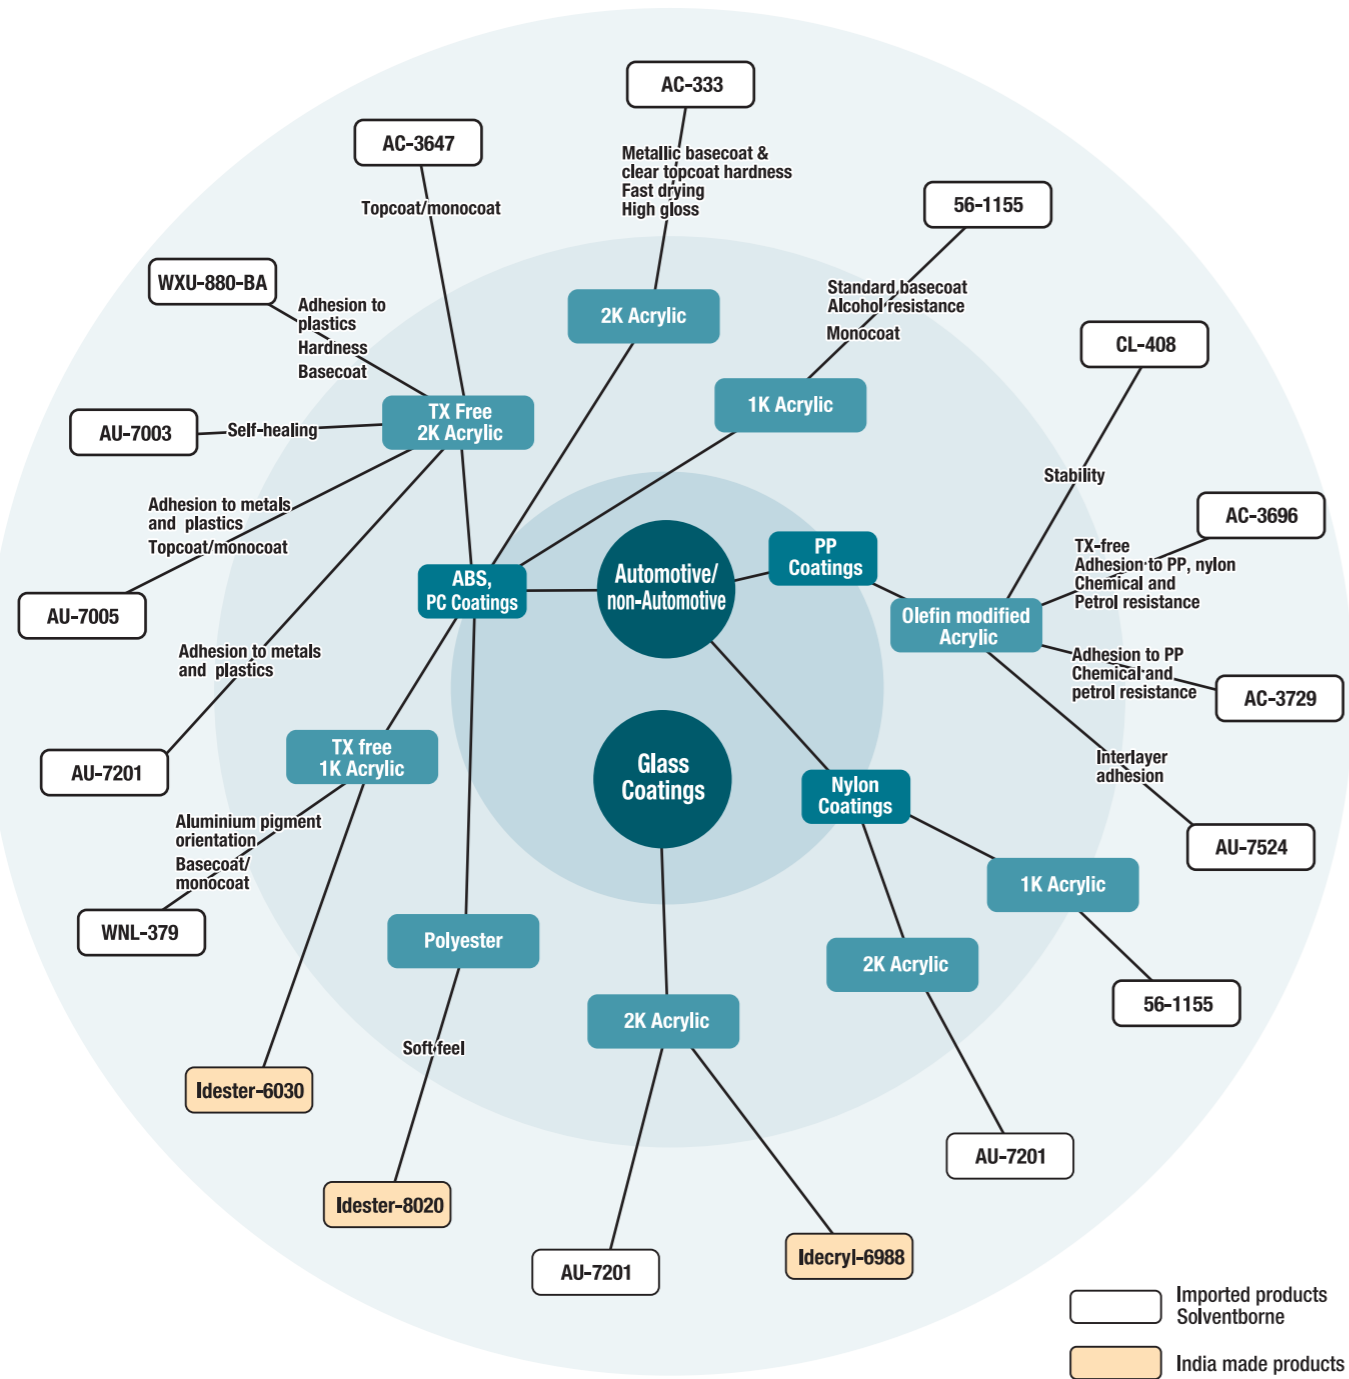 AC-333
AC-3647
Metallic basecoat &
clear topcoat hardness
Fast drying
High gloss
Topcoat/monocoat
56-1155
WXU-880-BA
Adhesion to
plastics
Hardness
Basecoat
2K Acrylic
Standard basecoat
Alcohol resistance
Monocoat
CL-408
TX Free
2K Acrylic
1K Acrylic
AU-7003
Self-healing
Stability
Adhesion to metals
and plastics
Topcoat/monocoat
AC-3696
TX-free
Adhesion to PP, nylon
Chemical and
Petrol resistance
PP
Coatings
Automotive/
non-Automotive
ABS,
PC Coatings
AU-7005
Olefin modified
Acrylic
Adhesion to metals
and plastics
Adhesion to PP
Chemical and
petrol resistance
AC-3729
TX free
1K Acrylic
AU-7201
Glass
Coatings
Interlayer
adhesion
Nylon
Coatings
Aluminium pigment
orientation
Basecoat/
monocoat
AU-7524
1K Acrylic
WNL-379
Polyester
2K Acrylic
56-1155
2K Acrylic
Soft feel
Idester-6030
AU-7201
Idester-8020
Idecryl-6988
AU-7201
Imported products
Solventborne
India made products